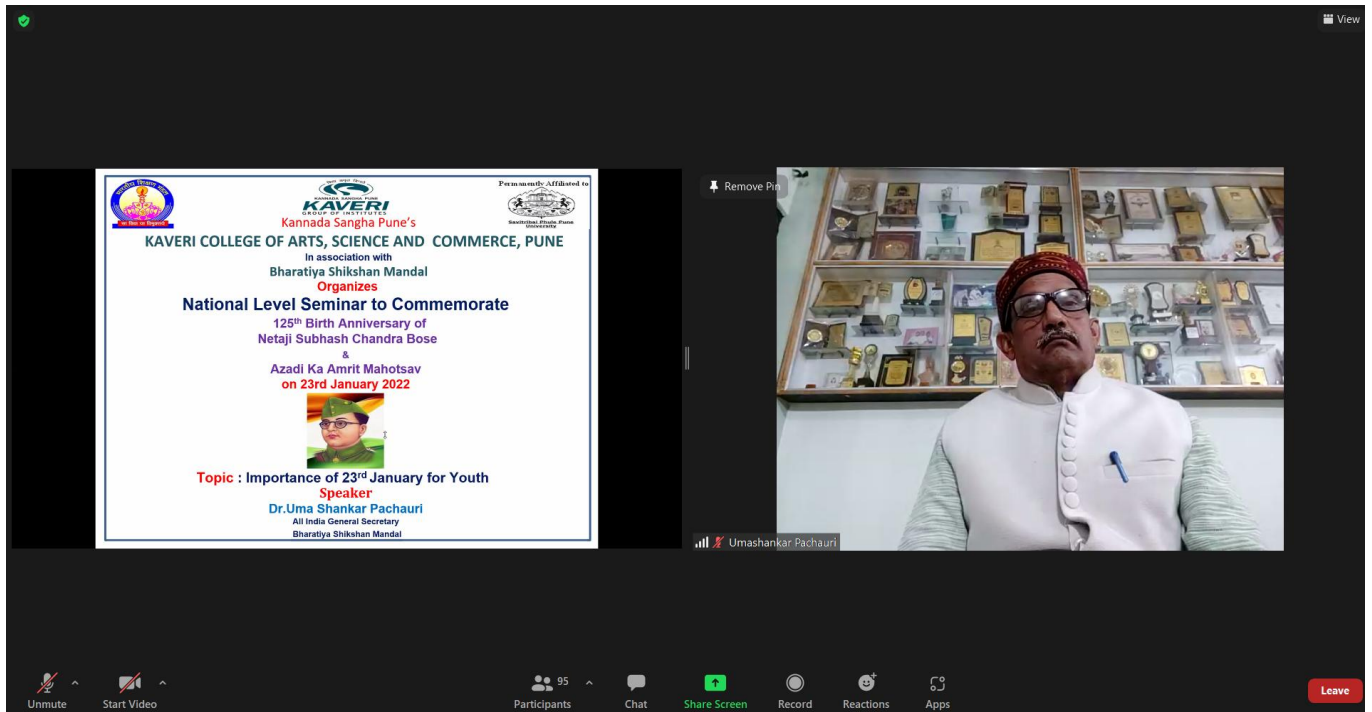 View
भारतीय शिक्षण मंडल
KANNADA SANGHA PUNE
KAVERI
GROUP OF INSTITUTES
Permanently Affiliated to
Savitribai Phule Pune
University
Kannada Sangha Pune's
KAVERI COLLEGE OF ARTS, SCIENCE AND COMMERCE, PUNE
In association with
Bharatiya Shikshan Mandal
Organizes
National Level Seminar to Commemorate
125th Birth Anniversary of
Netaji Subhash Chandra Bose
&
Azadi Ka Amrit Mahotsav
on 23rd January 2022
Topic : Importance of 23rd January for Youth
Speaker
Dr.Uma Shankar Pachauri
All India General Secretary
Bharatiya Shikshan Mandal
Remove Pin
Umashankar Pachauri
Unmute
Start Video
95
Participants
Chat
Share Screen
Record
Reactions
Apps
Leave